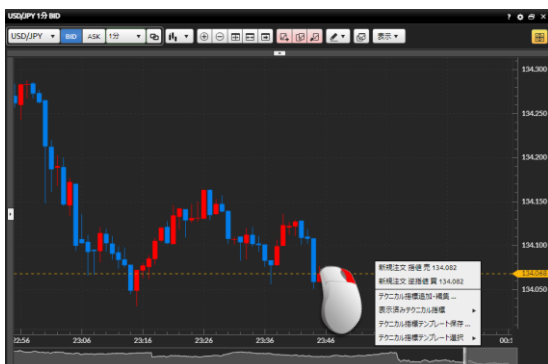 USD/JPY 1分 BID
USD/JPY BID ASK 1分 表示
134.300
134.250
134.200
134.150
134.100
134.068
134.050
新規注文 指値 売 134.082
新規注文 逆指値 買 134.082
テクニカル指標追加・編集 ...
表示済みテクニカル指標
テクニカル指標テンプレート保存 ...
テクニカル指標テンプレート選択
22:56 23:06 23:16 23:26 23:36 23:46 00:1